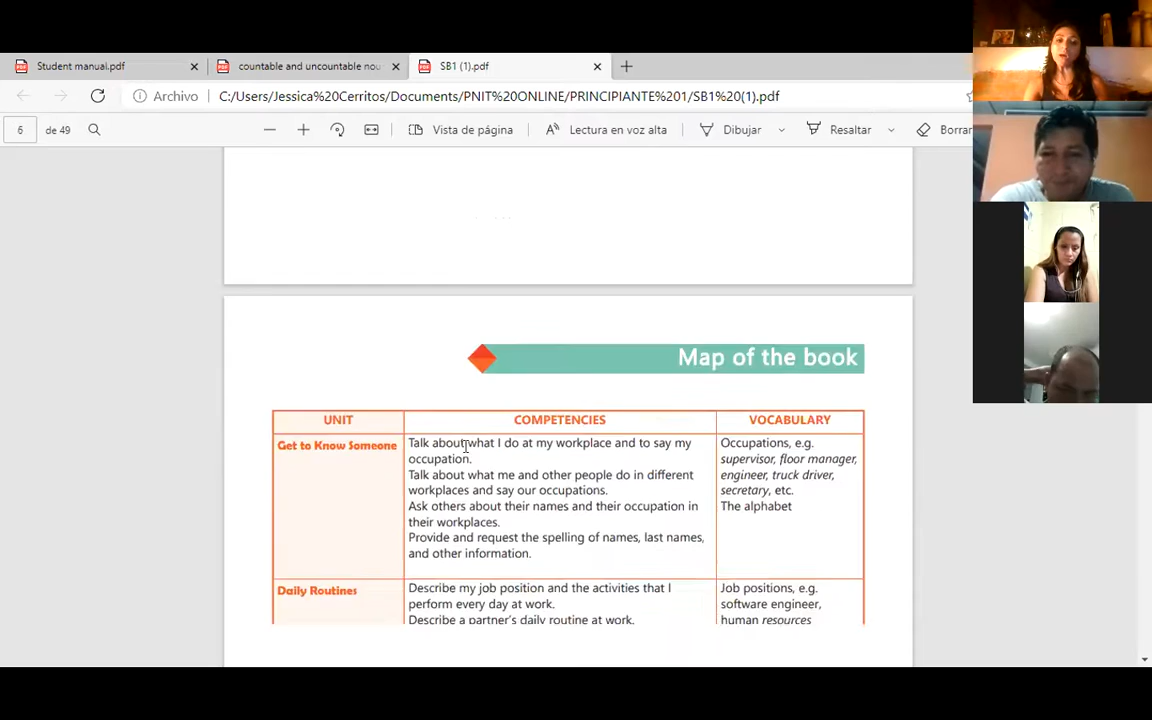 Student manual.pdf
countable and uncountable nou
SB1 (1).pdf
Archivo
C:/Users/Jessica%20Cerritos/Documents/PNIT%20ONLINE/PRINCIPIANTE%201/SB1%20(1).pdf
6 de 49
Vista de página
Lectura en voz alta
Dibujar
Resaltar
Borrar
Map of the book
UNIT
COMPETENCIES
VOCABULARY
Get to Know Someone
Talk about what I do at my workplace and to say my
occupation.
Talk about what me and other people do in different
workplaces and say our occupations.
Ask others about their names and their occupation in
their workplaces.
Provide and request the spelling of names, last names,
and other information.
Occupations, e.g.
supervisor, floor manager,
engineer, truck driver,
secretary, etc.
The alphabet
Daily Routines
Describe my job position and the activities that I
perform every day at work.
Describe a partner's daily routine at work.
Job positions, e.g.
software engineer,
human resources